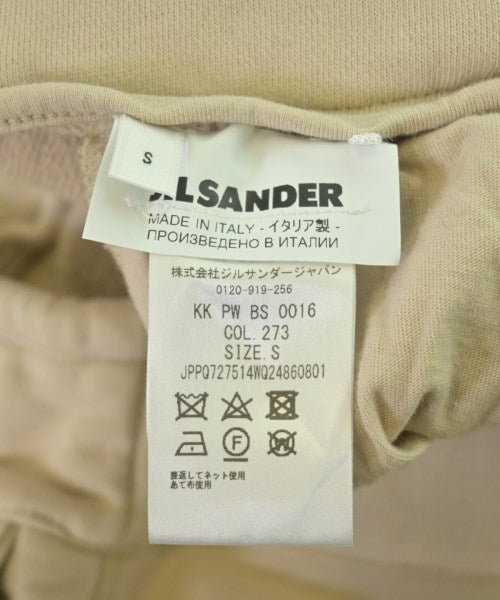 S
JIL SANDER
MADE IN ITALY - イタリア製 -
ПРОИЗВЕДЕНО В ИТАЛИИ
株式会社ジルサンダージャパン
0120-919-256
KK PW BS 0016
COL. 273
SIZE. S
JPPQ727514WQ24860801
F
W
裏返してネット使用
あて布使用